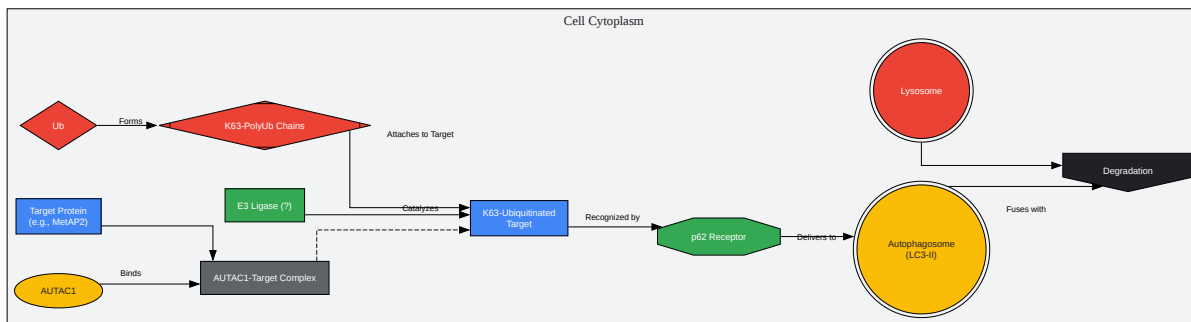 Cell Cytoplasm
Lysosome
Ub
Forms
K63-PolyUb Chains
Attaches to Target
Degradation
E3 Ligase (?)
Catalyzes
Target Protein
(e.g., MetAP2)
K63-Ubiquitinated
Target
Recognized by
p62 Receptor
Delivers to
Autophagosome
(LC3-II)
Fuses with
Binds
AUTAC1-Target Complex
AUTAC1